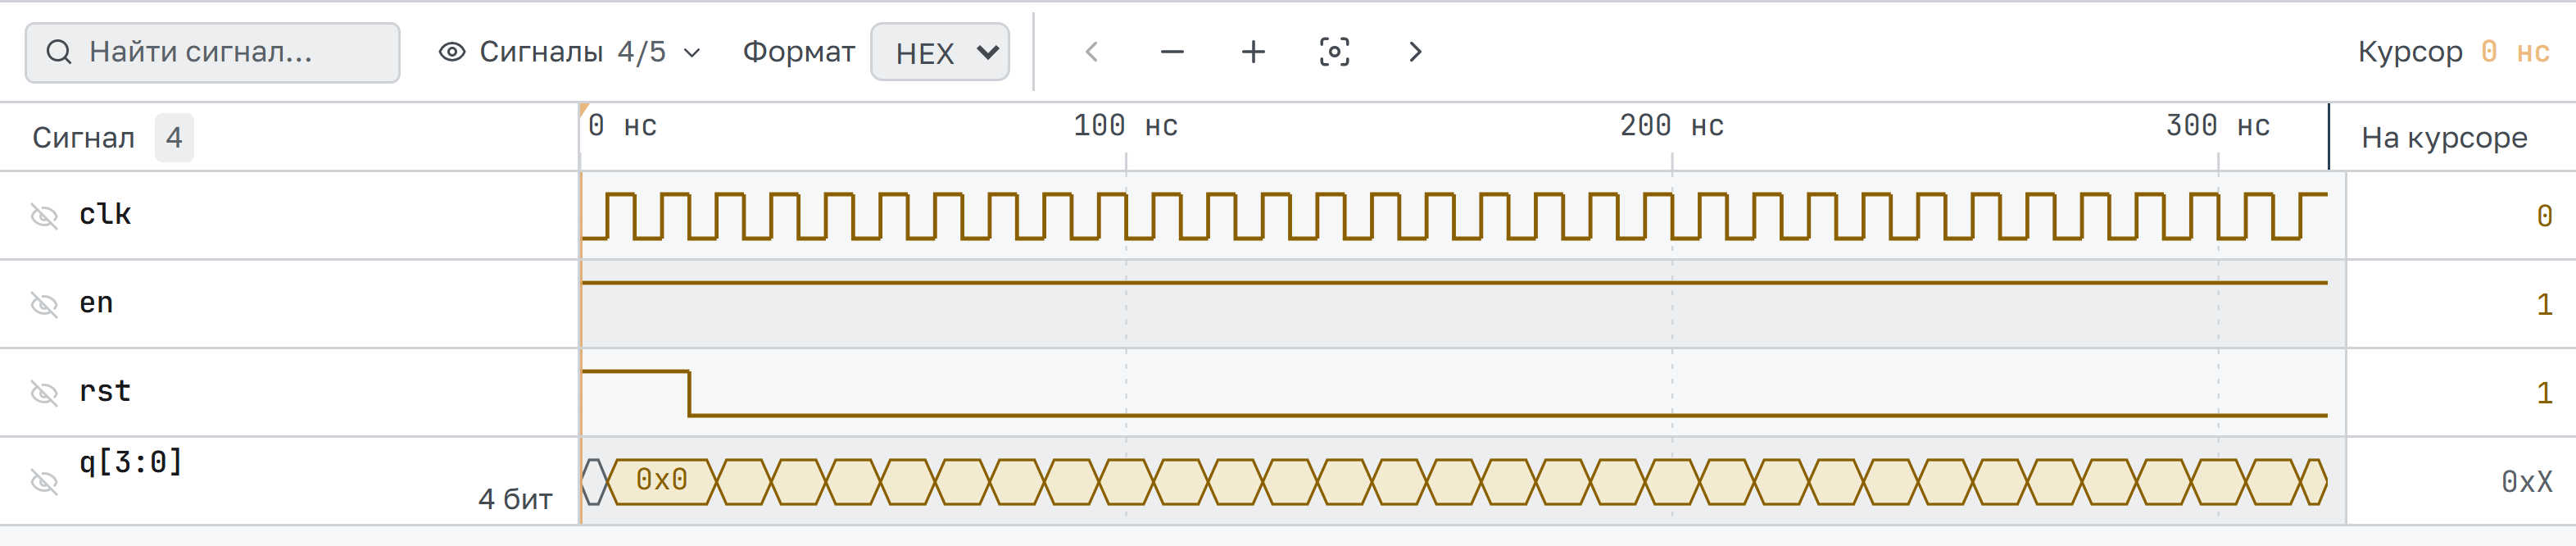 Найти сигнал... Сигналы 4/5 Формат HEX Курсор 0 нс
Сигнал 4 0 нс 100 нс 200 нс 300 нс На курсоре
clk 0
en 1
rst 1
q[3:0] 4 бит 0x0 0xX